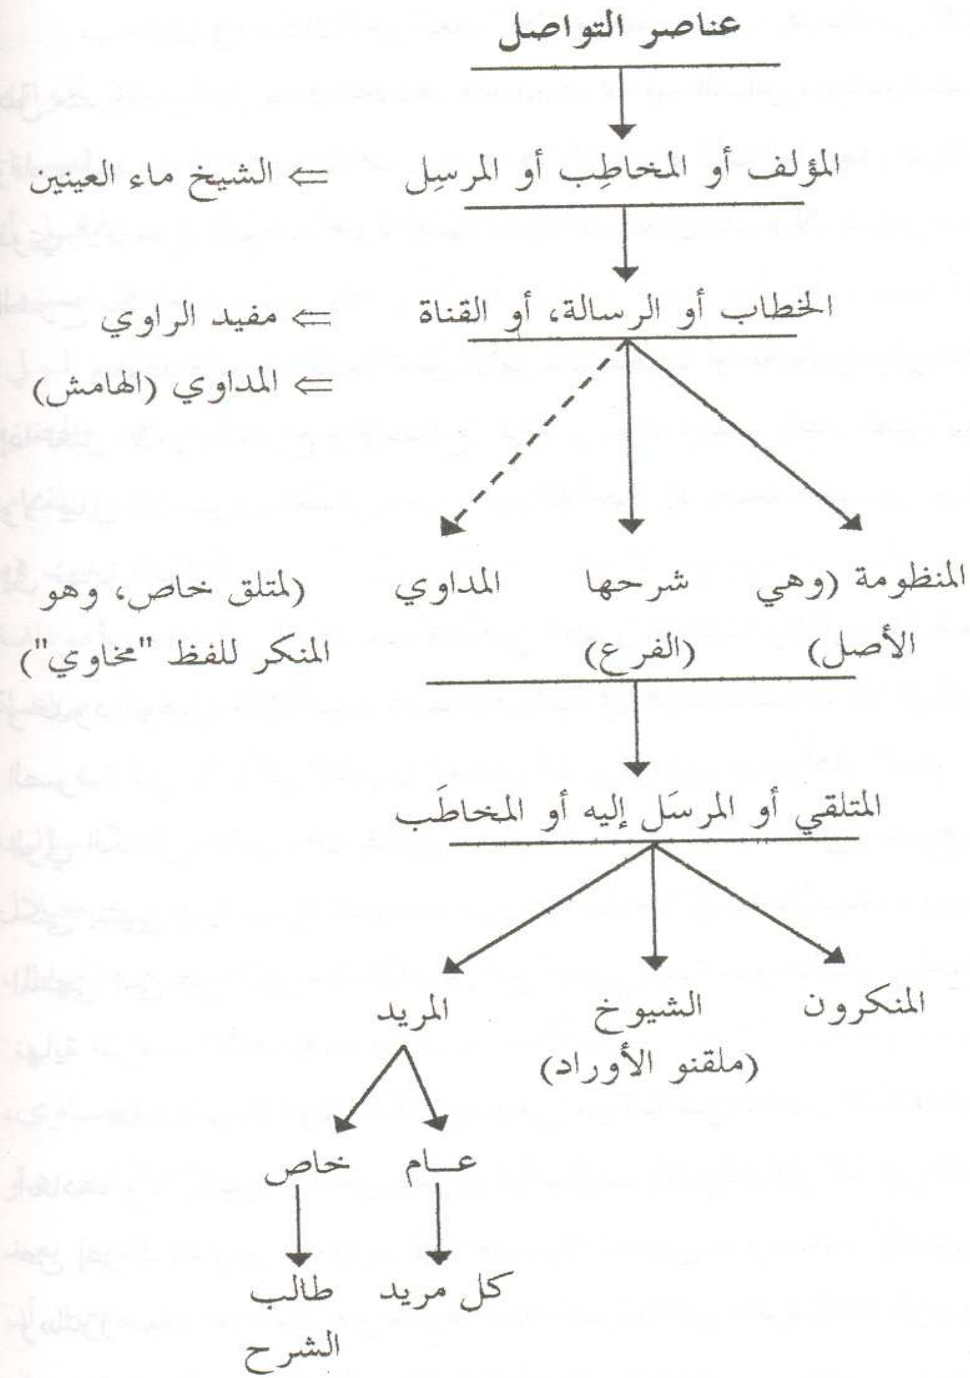 عناصر التواصل
المؤلف أو المخاطِب أو المرسِل ⇐ الشيخ ماء العينين
الخطاب أو الرسالة، أو القناة ⇐ مفيد الراوي
⇐ المداوي (الهامش)
المنظومة (وهي شرحها المداوي (لمتلق خاص، وهو
الأصل) (الفرع) المنكر للفظ "مخاوي")
المتلقي أو المرسَل إليه أو المخاطَب
المنكرون الشيوخ المريد
(ملقنو الأوراد)
عـام خاص
كل مريد طالب
الشرح